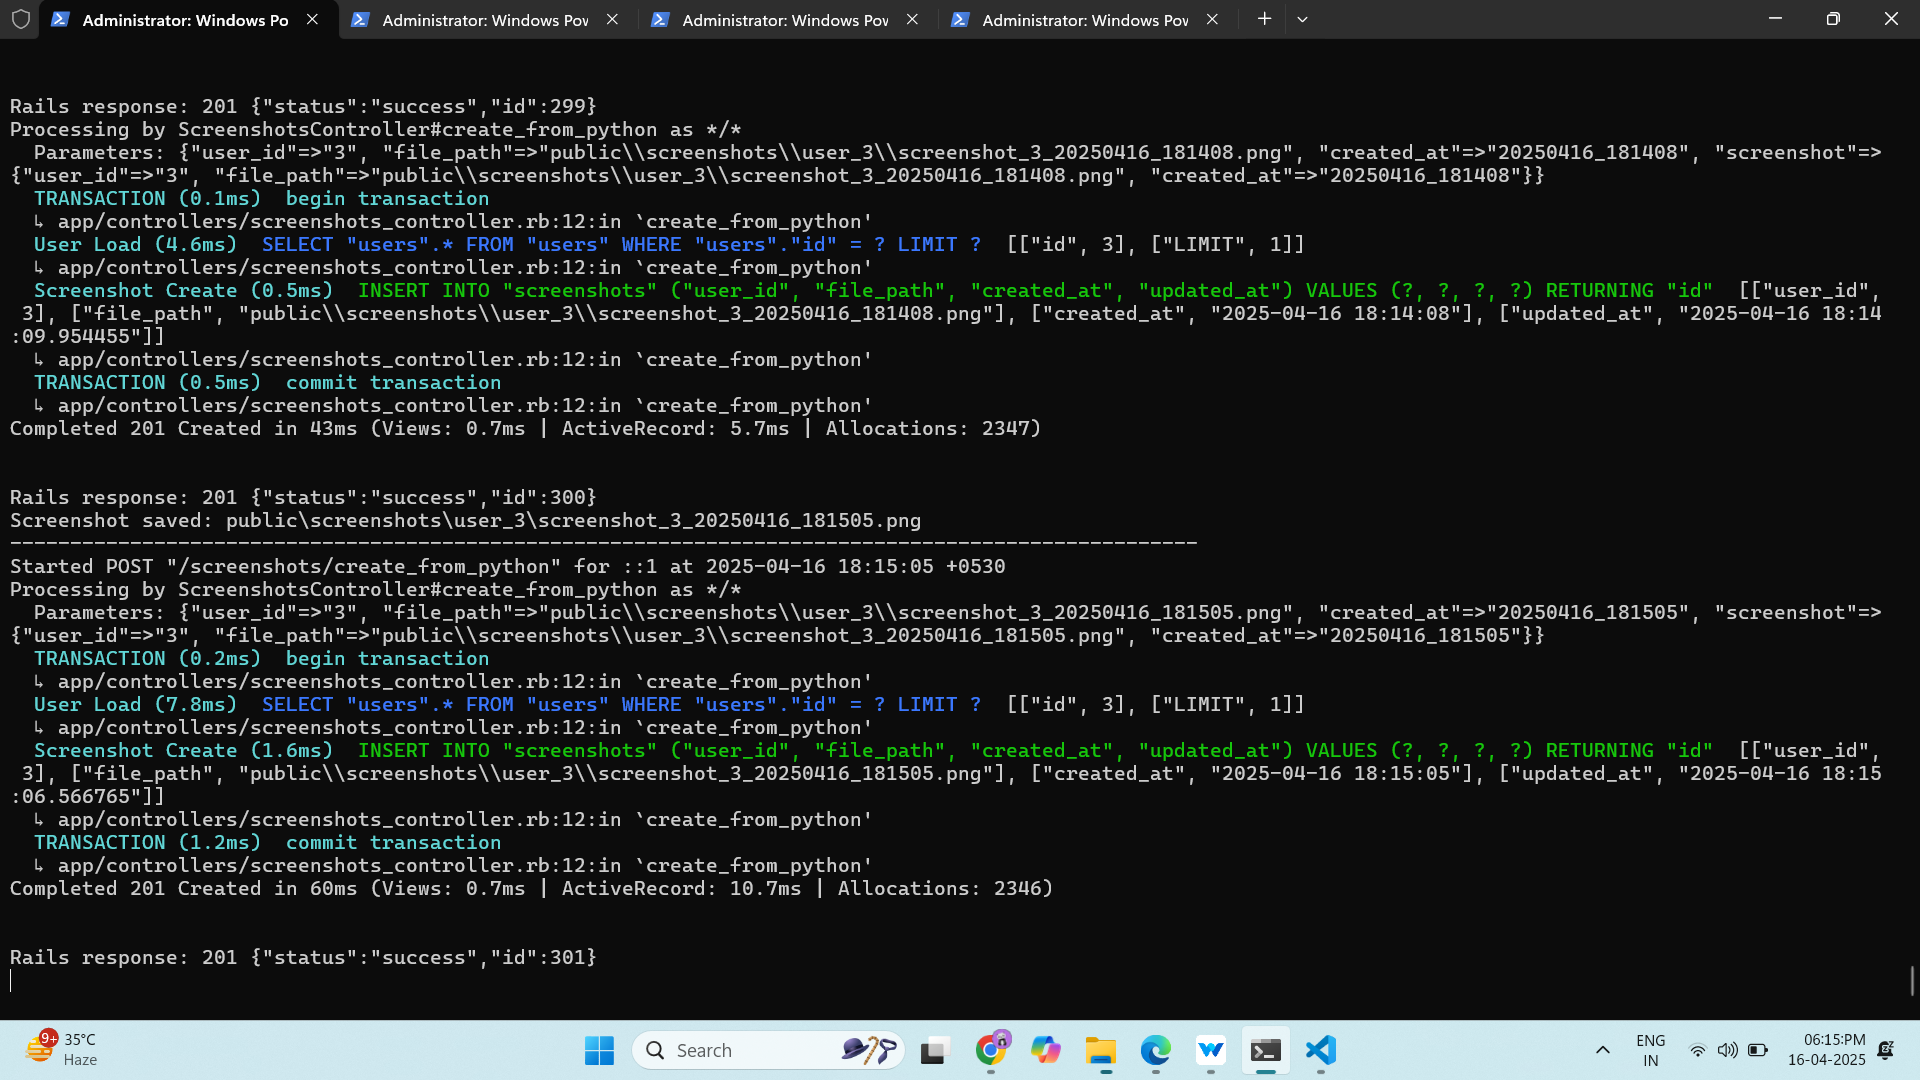 Administrator: Windows Po
Administrator: Windows Pow
Administrator: Windows Pow
Administrator: Windows Pow
Rails response: 201 {"status":"success","id":299}
Processing by ScreenshotsController#create_from_python as */*
  Parameters: {"user_id"=>"3", "file_path"=>"public\\screenshots\\user_3\\screenshot_3_20250416_181408.png", "created_at"=>"20250416_181408", "screenshot"=>
{"user_id"=>"3", "file_path"=>"public\\screenshots\\user_3\\screenshot_3_20250416_181408.png", "created_at"=>"20250416_181408"}}
  TRANSACTION (0.1ms)  begin transaction
  ↳ app/controllers/screenshots_controller.rb:12:in `create_from_python'
  User Load (4.6ms)  SELECT "users".* FROM "users" WHERE "users"."id" = ? LIMIT ?  [["id", 3], ["LIMIT", 1]]
  ↳ app/controllers/screenshots_controller.rb:12:in `create_from_python'
  Screenshot Create (0.5ms)  INSERT INTO "screenshots" ("user_id", "file_path", "created_at", "updated_at") VALUES (?, ?, ?, ?) RETURNING "id"  [["user_id",
 3], ["file_path", "public\\screenshots\\user_3\\screenshot_3_20250416_181408.png"], ["created_at", "2025-04-16 18:14:08"], ["updated_at", "2025-04-16 18:14
:09.954455"]]
  ↳ app/controllers/screenshots_controller.rb:12:in `create_from_python'
  TRANSACTION (0.5ms)  commit transaction
  ↳ app/controllers/screenshots_controller.rb:12:in `create_from_python'
Completed 201 Created in 43ms (Views: 0.7ms | ActiveRecord: 5.7ms | Allocations: 2347)
Rails response: 201 {"status":"success","id":300}
Screenshot saved: public\screenshots\user_3\screenshot_3_20250416_181505.png
---------------------------------------------------------------------------------------------------
Started POST "/screenshots/create_from_python" for ::1 at 2025-04-16 18:15:05 +0530
Processing by ScreenshotsController#create_from_python as */*
  Parameters: {"user_id"=>"3", "file_path"=>"public\\screenshots\\user_3\\screenshot_3_20250416_181505.png", "created_at"=>"20250416_181505", "screenshot"=>
{"user_id"=>"3", "file_path"=>"public\\screenshots\\user_3\\screenshot_3_20250416_181505.png", "created_at"=>"20250416_181505"}}
  TRANSACTION (0.2ms)  begin transaction
  ↳ app/controllers/screenshots_controller.rb:12:in `create_from_python'
  User Load (7.8ms)  SELECT "users".* FROM "users" WHERE "users"."id" = ? LIMIT ?  [["id", 3], ["LIMIT", 1]]
  ↳ app/controllers/screenshots_controller.rb:12:in `create_from_python'
  Screenshot Create (1.6ms)  INSERT INTO "screenshots" ("user_id", "file_path", "created_at", "updated_at") VALUES (?, ?, ?, ?) RETURNING "id"  [["user_id",
 3], ["file_path", "public\\screenshots\\user_3\\screenshot_3_20250416_181505.png"], ["created_at", "2025-04-16 18:15:05"], ["updated_at", "2025-04-16 18:15
:06.566765"]]
  ↳ app/controllers/screenshots_controller.rb:12:in `create_from_python'
  TRANSACTION (1.2ms)  commit transaction
  ↳ app/controllers/screenshots_controller.rb:12:in `create_from_python'
Completed 201 Created in 60ms (Views: 0.7ms | ActiveRecord: 10.7ms | Allocations: 2346)
Rails response: 201 {"status":"success","id":301}
9+
35°C
Haze
Search
ENG
IN
06:15:PM
16-04-2025